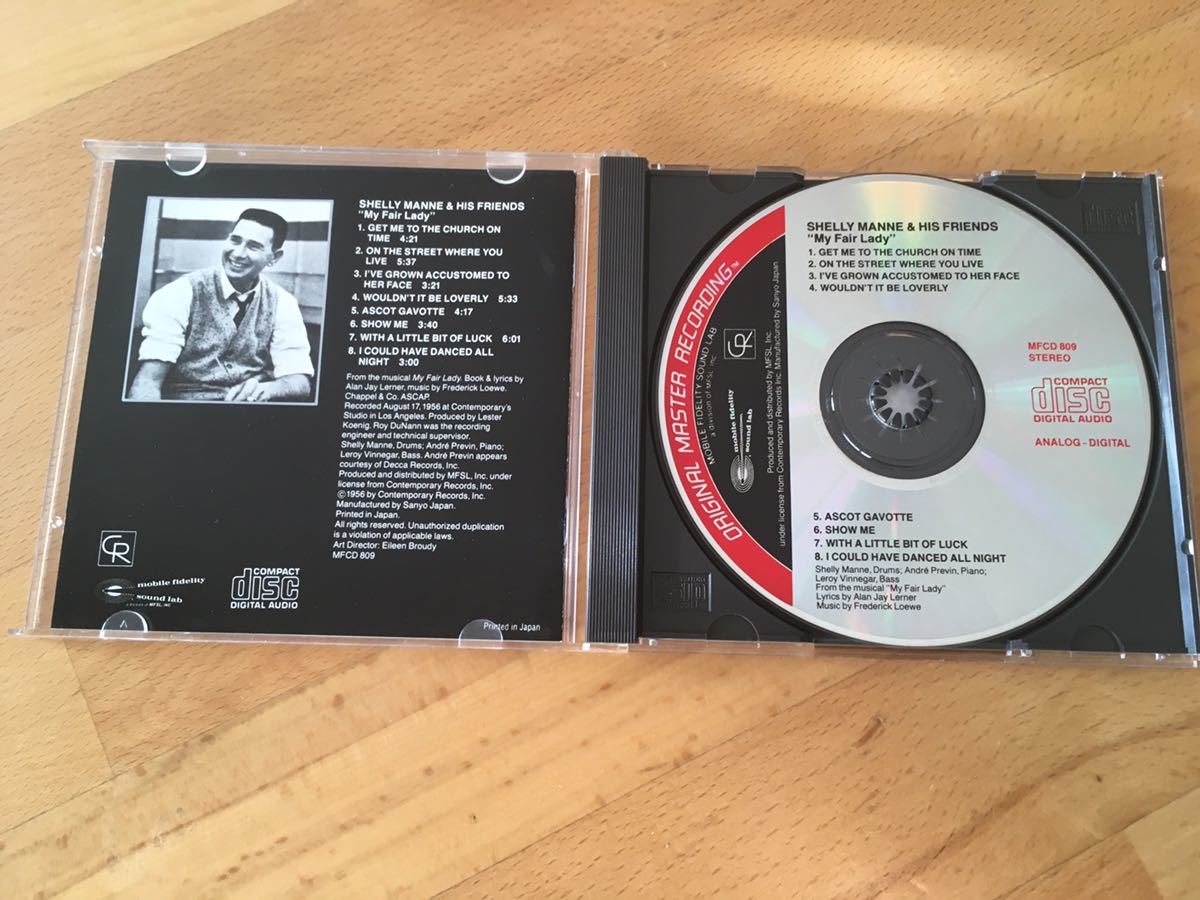 SHELLY MANNE & HIS FRIENDS
"My Fair Lady"
1. GET ME TO THE CHURCH ON
TIME 4:21
2. ON THE STREET WHERE YOU
LIVE 5:37
3. I'VE GROWN ACCUSTOMED TO
HER FACE 3:21
4. WOULDN'T IT BE LOVERLY 5:33
5. ASCOT GAVOTTE 4:17
6. SHOW ME 3:40
7. WITH A LITTLE BIT OF LUCK 6:01
8. I COULD HAVE DANCED ALL
NIGHT 3:00
From the musical My Fair Lady. Book & lyrics by
Alan Jay Lerner, music by Frederick Loewe.
Chappel & Co. ASCAP.
Recorded August 17, 1956 at Contemporary's
Studio in Los Angeles. Produced by Lester
Koenig. Roy DuNann was the recording
engineer and technical supervisor.
Shelly Manne, Drums; André Previn, Piano;
Leroy Vinnegar, Bass. André Previn appears
courtesy of Decca Records, Inc.
Produced and distributed by MFSL, Inc. under
license from Contemporary Records, Inc.
©1956 by Contemporary Records, Inc.
Manufactured by Sanyo Japan.
Printed in Japan.
All rights reserved. Unauthorized duplication
is a violation of applicable laws.
Art Director: Eileen Broudy
MFCD 809
CR
mobile fidelity
sound lab
a division of MFSL, INC
COMPACT
disc
DIGITAL AUDIO
Printed in Japan
ORIGINAL MASTER RECORDING™
MOBILE FIDELITY SOUND LAB
a division of MFSL, Inc.
mobile fidelity
sound lab
CR
Produced and distributed by MFSL, Inc.
under license from Contemporary Records Inc. Manufactured by Sanyo Japan
SHELLY MANNE & HIS FRIENDS
"My Fair Lady"
1. GET ME TO THE CHURCH ON TIME
2. ON THE STREET WHERE YOU LIVE
3. I'VE GROWN ACCUSTOMED TO HER FACE
4. WOULDN'T IT BE LOVERLY
MFCD 809
STEREO
COMPACT
disc
DIGITAL AUDIO
ANALOG – DIGITAL
5. ASCOT GAVOTTE
6. SHOW ME
7. WITH A LITTLE BIT OF LUCK
8. I COULD HAVE DANCED ALL NIGHT
Shelly Manne, Drums; André Previn, Piano;
Leroy Vinnegar, Bass
From the musical "My Fair Lady"
Lyrics by Alan Jay Lerner
Music by Frederick Loewe